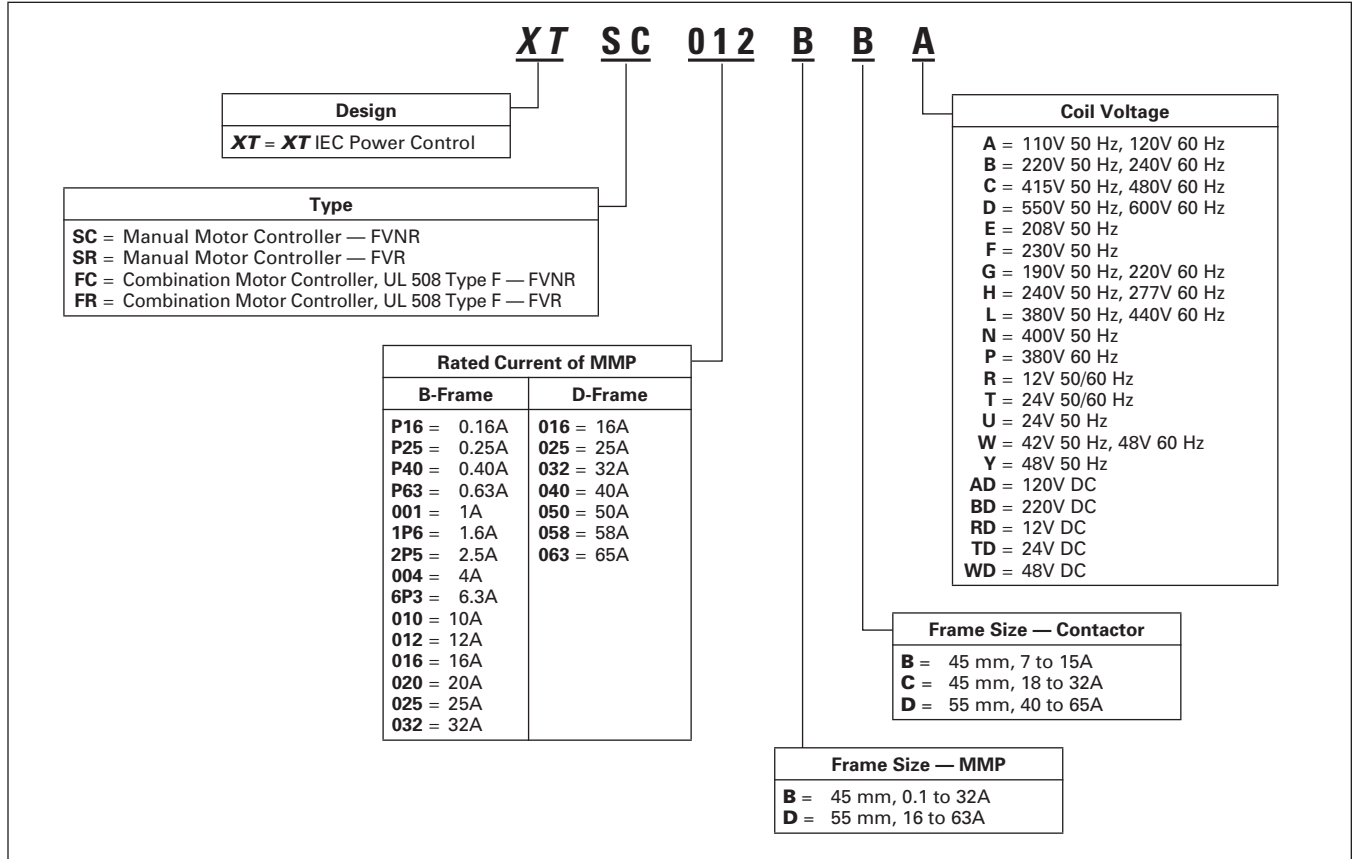 XT SC 012 B B A
Design
XT = XT IEC Power Control
Type
SC = Manual Motor Controller — FVNR
SR = Manual Motor Controller — FVR
FC = Combination Motor Controller, UL 508 Type F — FVNR
FR = Combination Motor Controller, UL 508 Type F — FVR
Rated Current of MMP
B-Frame D-Frame
P16 = 0.16A 016 = 16A
P25 = 0.25A 025 = 25A
P40 = 0.40A 032 = 32A
P63 = 0.63A 040 = 40A
001 = 1A 050 = 50A
1P6 = 1.6A 058 = 58A
2P5 = 2.5A 063 = 65A
004 = 4A
6P3 = 6.3A
010 = 10A
012 = 12A
016 = 16A
020 = 20A
025 = 25A
032 = 32A
Coil Voltage
A = 110V 50 Hz, 120V 60 Hz
B = 220V 50 Hz, 240V 60 Hz
C = 415V 50 Hz, 480V 60 Hz
D = 550V 50 Hz, 600V 60 Hz
E = 208V 50 Hz
F = 230V 50 Hz
G = 190V 50 Hz, 220V 60 Hz
H = 240V 50 Hz, 277V 60 Hz
L = 380V 50 Hz, 440V 60 Hz
N = 400V 50 Hz
P = 380V 60 Hz
R = 12V 50/60 Hz
T = 24V 50/60 Hz
U = 24V 50 Hz
W = 42V 50 Hz, 48V 60 Hz
Y = 48V 50 Hz
AD = 120V DC
BD = 220V DC
RD = 12V DC
TD = 24V DC
WD = 48V DC
Frame Size — Contactor
B = 45 mm, 7 to 15A
C = 45 mm, 18 to 32A
D = 55 mm, 40 to 65A
Frame Size — MMP
B = 45 mm, 0.1 to 32A
D = 55 mm, 16 to 63A